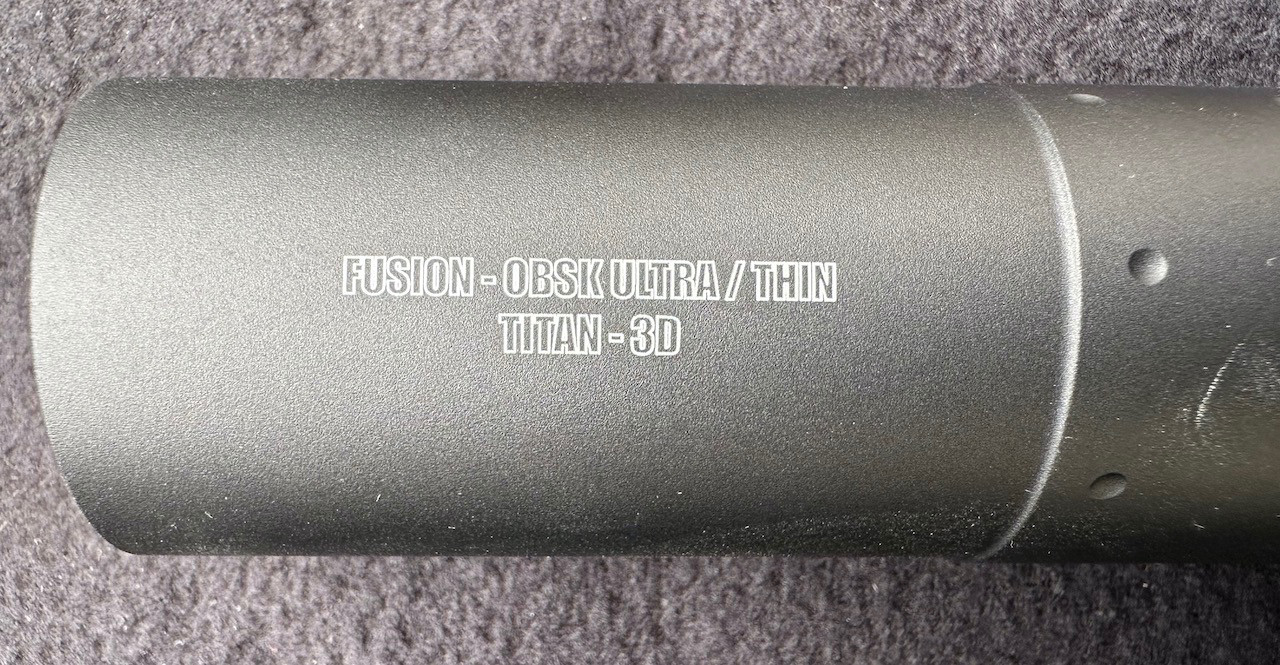 FUSION - OBSK ULTRA / THIN
TITAN - 3D